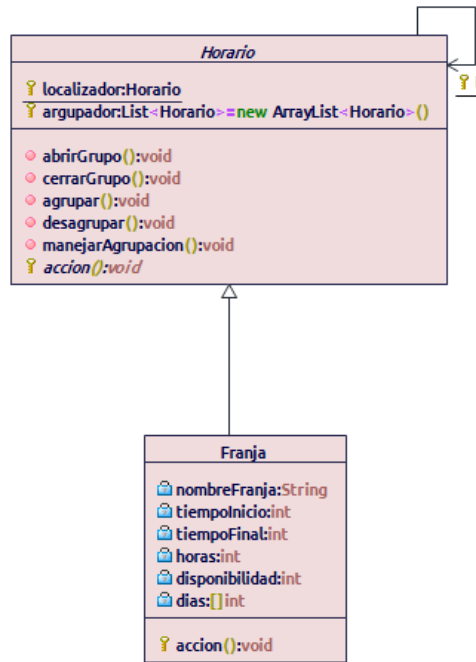 Horario
localizador:Horario
argupador:List<Horario>=new ArrayList<Horario>()
abrirGrupo():void
cerrarGrupo():void
agrupar():void
desagrupar():void
manejarAgrupacion():void
accion():void
Franja
nombreFranja:String
tiempoInicio:int
tiempoFinal:int
horas:int
disponibilidad:int
dias:[]int
accion():void